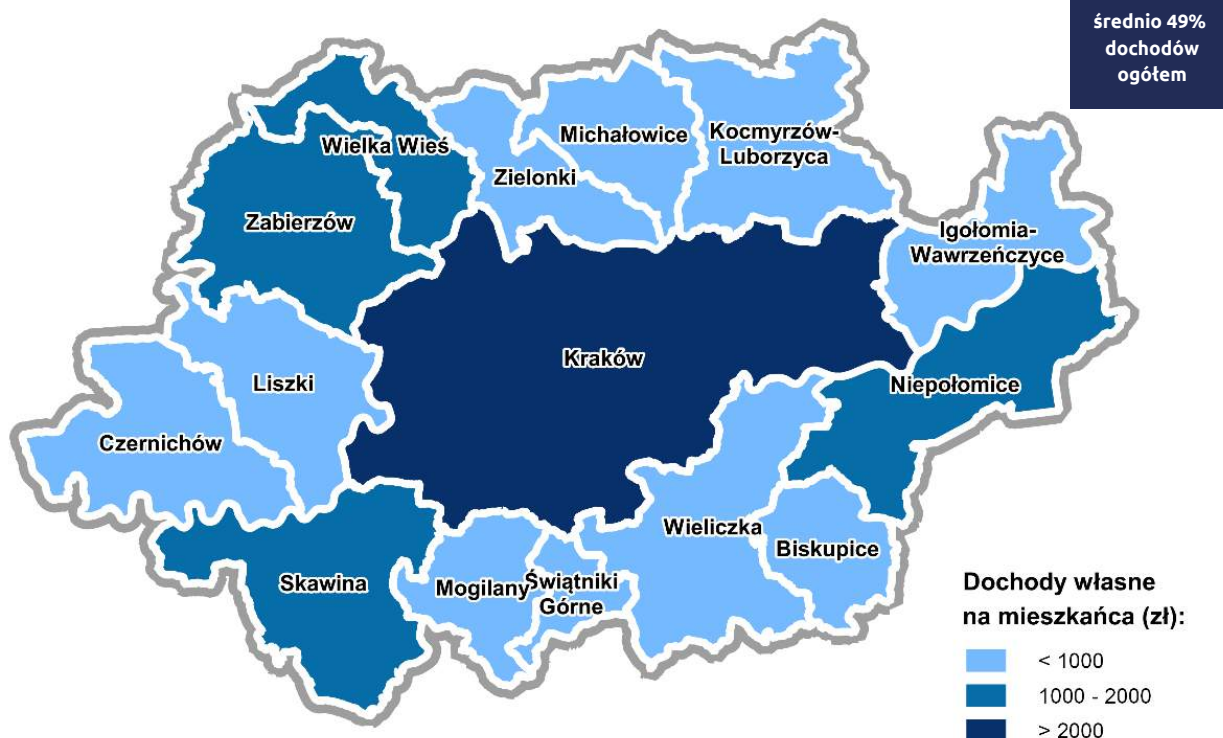 średnio 49%
dochodów
ogółem
Michałowice
Kocmyrzów-
Luborzyca
Wielka Wieś
Zielonki
Zabierzów
Igołomia-
Wawrzeńczyce
Kraków
Liszki
Niepołomice
Czernichów
Wieliczka
Biskupice
Skawina
Mogilany
Świątniki
Górne
Dochody własne
na mieszkańca (zł):
< 1000
1000 - 2000
> 2000